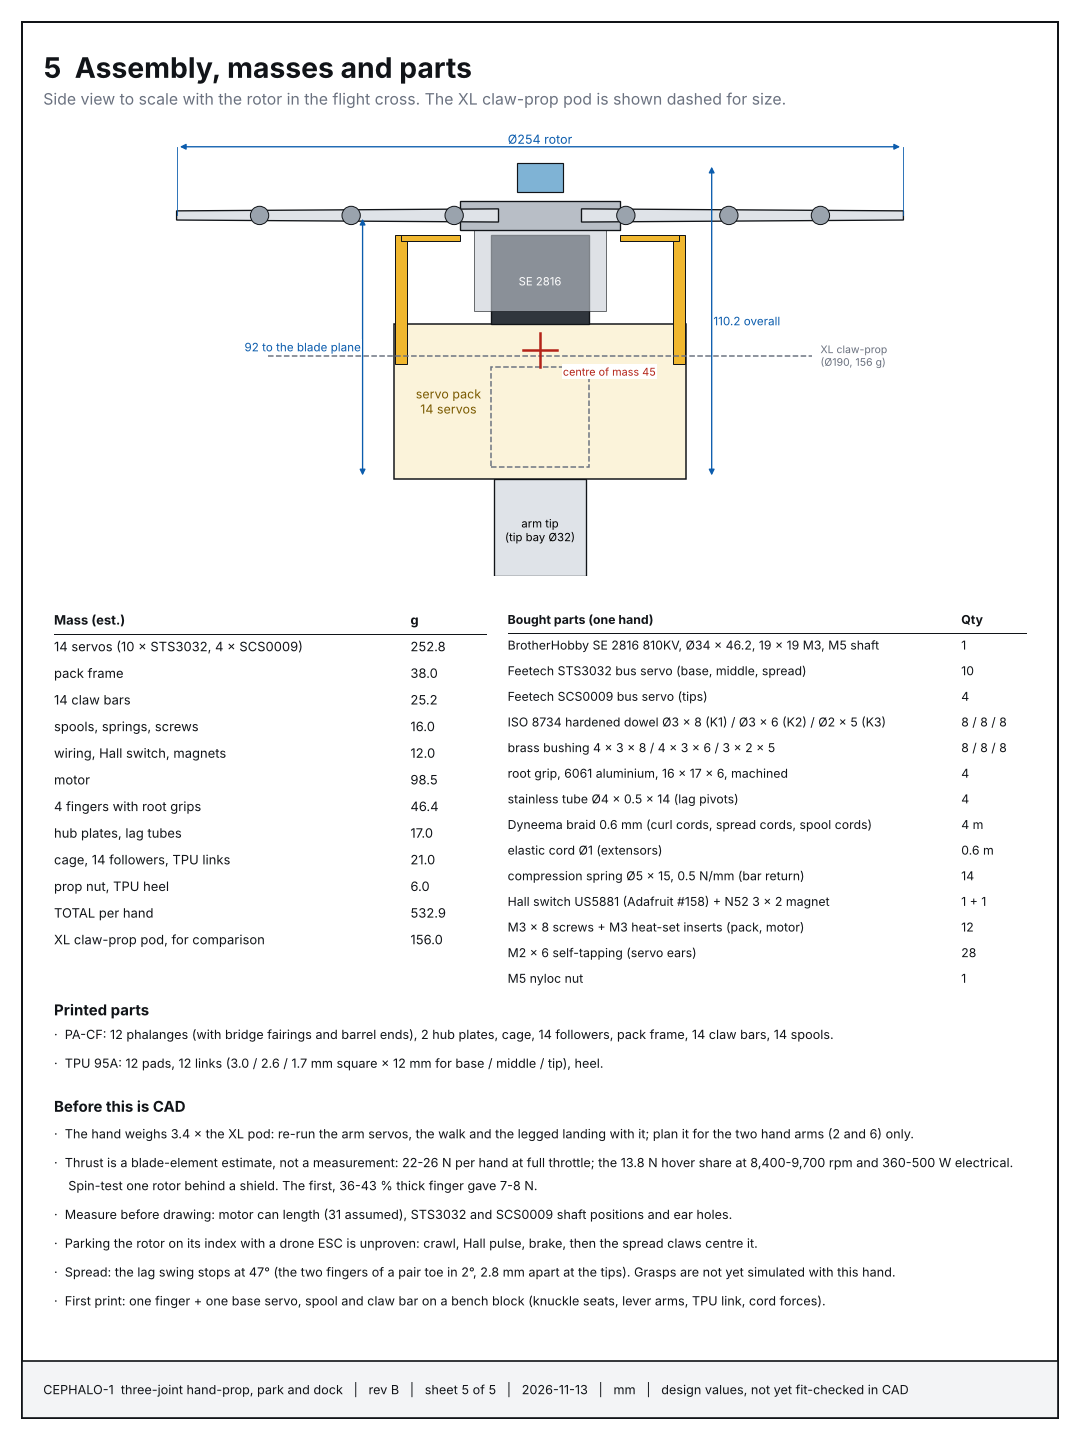 5 Assembly, masses and parts
Side view to scale with the rotor in the flight cross. The XL claw-prop pod is shown dashed for size.
Ø254 rotor
SE 2816
110.2 overall
92 to the blade plane
XL claw-prop
(Ø190, 156 g)
centre of mass 45
servo pack
14 servos
arm tip
(tip bay Ø32)
Mass (est.) g
14 servos (10 × STS3032, 4 × SCS0009) 252.8
pack frame 38.0
14 claw bars 25.2
spools, springs, screws 16.0
wiring, Hall switch, magnets 12.0
motor 98.5
4 fingers with root grips 46.4
hub plates, lag tubes 17.0
cage, 14 followers, TPU links 21.0
prop nut, TPU heel 6.0
TOTAL per hand 532.9
XL claw-prop pod, for comparison 156.0
Bought parts (one hand) Qty
BrotherHobby SE 2816 810KV, Ø34 × 46.2, 19 × 19 M3, M5 shaft 1
Feetech STS3032 bus servo (base, middle, spread) 10
Feetech SCS0009 bus servo (tips) 4
ISO 8734 hardened dowel Ø3 × 8 (K1) / Ø3 × 6 (K2) / Ø2 × 5 (K3) 8 / 8 / 8
brass bushing 4 × 3 × 8 / 4 × 3 × 6 / 3 × 2 × 5 8 / 8 / 8
root grip, 6061 aluminium, 16 × 17 × 6, machined 4
stainless tube Ø4 × 0.5 × 14 (lag pivots) 4
Dyneema braid 0.6 mm (curl cords, spread cords, spool cords) 4 m
elastic cord Ø1 (extensors) 0.6 m
compression spring Ø5 × 15, 0.5 N/mm (bar return) 14
Hall switch US5881 (Adafruit #158) + N52 3 × 2 magnet 1 + 1
M3 × 8 screws + M3 heat-set inserts (pack, motor) 12
M2 × 6 self-tapping (servo ears) 28
M5 nyloc nut 1
Printed parts
· PA-CF: 12 phalanges (with bridge fairings and barrel ends), 2 hub plates, cage, 14 followers, pack frame, 14 claw bars, 14 spools.
· TPU 95A: 12 pads, 12 links (3.0 / 2.6 / 1.7 mm square × 12 mm for base / middle / tip), heel.
Before this is CAD
· The hand weighs 3.4 × the XL pod: re-run the arm servos, the walk and the legged landing with it; plan it for the two hand arms (2 and 6) only.
· Thrust is a blade-element estimate, not a measurement: 22-26 N per hand at full throttle; the 13.8 N hover share at 8,400-9,700 rpm and 360-500 W electrical.
Spin-test one rotor behind a shield. The first, 36-43 % thick finger gave 7-8 N.
· Measure before drawing: motor can length (31 assumed), STS3032 and SCS0009 shaft positions and ear holes.
· Parking the rotor on its index with a drone ESC is unproven: crawl, Hall pulse, brake, then the spread claws centre it.
· Spread: the lag swing stops at 47° (the two fingers of a pair toe in 2°, 2.8 mm apart at the tips). Grasps are not yet simulated with this hand.
· First print: one finger + one base servo, spool and claw bar on a bench block (knuckle seats, lever arms, TPU link, cord forces).
CEPHALO-1 three-joint hand-prop, park and dock | rev B | sheet 5 of 5 | 2026-11-13 | mm | design values, not yet fit-checked in CAD